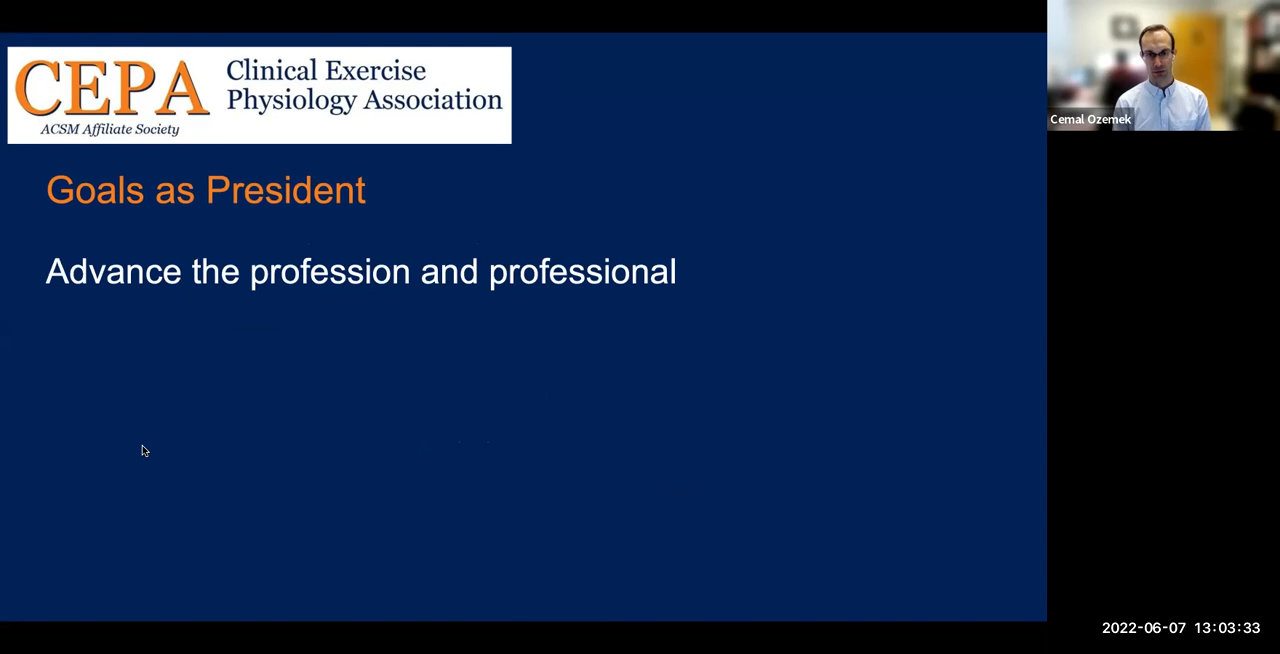 CEPA
ACSM Affiliate Society
Clinical Exercise
Physiology Association
Goals as President
Advance the profession and professional
Cemal Ozemek
2022-06-07 13:03:33